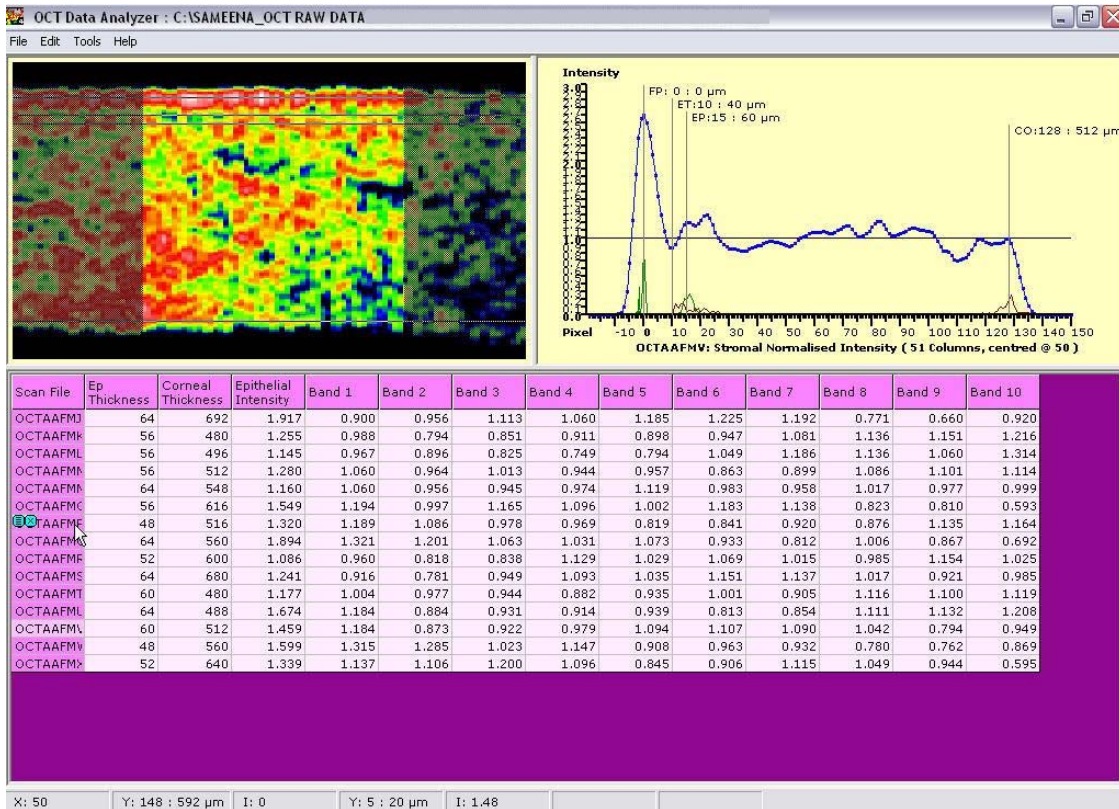 OCT Data Analyzer : C:\SAMEENA_OCT RAW DATA
File Edit Tools Help
Intensity
3.0
FP: 0 : 0 µm
ET:10 : 40 µm
EP:15 : 60 µm
CO:128 : 512 µm
1.0
0.0
Pixel -10 0 10 20 30 40 50 60 70 80 90 100 110 120 130 140 150
OCTAAFMV: Stromal Normalised Intensity ( 51 Columns, centred @ 50 )
Scan File Ep Thickness Corneal Thickness Epithelial Intensity Band 1 Band 2 Band 3 Band 4 Band 5 Band 6 Band 7 Band 8 Band 9 Band 10
OCTAAFMJ 64 692 1.917 0.900 0.956 1.113 1.060 1.185 1.225 1.192 0.771 0.660 0.920
OCTAAFMK 56 480 1.255 0.988 0.794 0.851 0.911 0.898 0.947 1.081 1.136 1.151 1.216
OCTAAFML 56 496 1.145 0.967 0.896 0.825 0.749 0.794 1.049 1.186 1.136 1.060 1.314
56 512 1.280 1.060 0.964 1.013 0.944 0.957 0.863 0.899 1.086 1.101 1.114
64 548 1.160 1.060 0.956 0.945 0.974 1.119 0.983 0.958 1.017 0.977 0.999
56 616 1.549 1.194 0.997 1.165 1.096 1.002 1.183 1.138 0.823 0.810 0.593
48 516 1.320 1.189 1.086 0.978 0.969 0.819 0.841 0.920 0.876 1.135 1.164
64 560 1.894 1.321 1.201 1.063 1.031 1.073 0.933 0.812 1.006 0.867 0.692
OCTAAFMR 52 600 1.086 0.960 0.818 0.838 1.129 1.029 1.069 1.015 0.985 1.154 1.025
OCTAAFMS 64 680 1.241 0.916 0.781 0.949 1.093 1.035 1.151 1.137 1.017 0.921 0.985
OCTAAFMT 60 480 1.177 1.004 0.977 0.944 0.882 0.935 1.001 0.905 1.116 1.100 1.119
OCTAAFMU 64 488 1.674 1.184 0.884 0.931 0.914 0.939 0.813 0.854 1.111 1.132 1.208
OCTAAFMV 60 512 1.459 1.184 0.873 0.922 0.979 1.094 1.107 1.090 1.042 0.794 0.949
OCTAAFMW 48 560 1.599 1.315 1.285 1.023 1.147 0.908 0.963 0.932 0.780 0.762 0.869
OCTAAFMX 52 640 1.339 1.137 1.106 1.200 1.096 0.845 0.906 1.115 1.049 0.944 0.595
X: 50 Y: 148 : 592 µm I: 0 Y: 5 : 20 µm I: 1.48